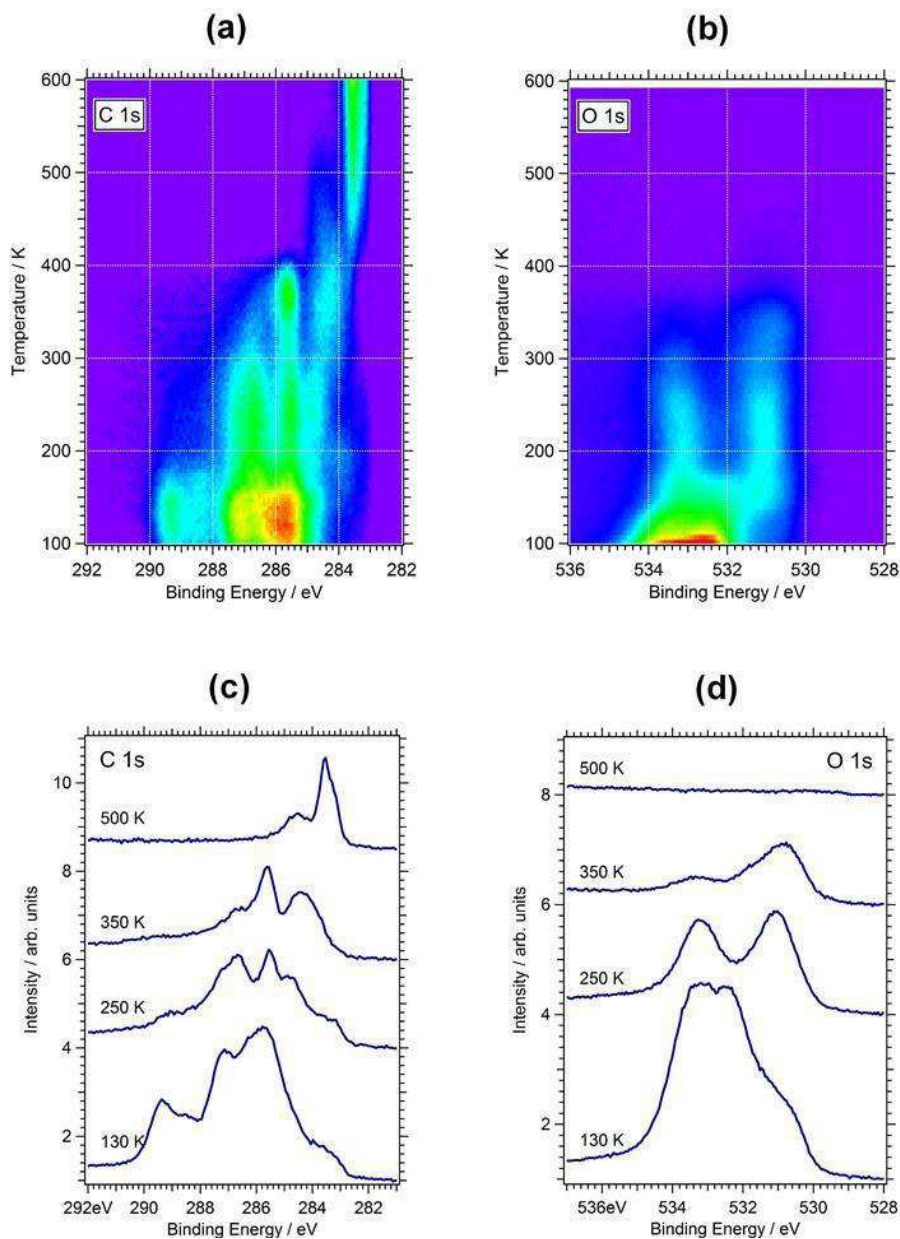 (a)
600
500
400
300
200
100
Temperature / K
C 1s
292 290 288 286 284 282
Binding Energy / eV
(b)
600
500
400
300
200
100
Temperature / K
O 1s
536 534 532 530 528
Binding Energy / eV
(c)
C 1s
10
8
6
4
2
Intensity / arb. units
500 K
350 K
250 K
130 K
292eV 290 288 286 284 282
Binding Energy / eV
(d)
O 1s
8
6
4
2
Intensity / arb. units
500 K
350 K
250 K
130 K
536eV 534 532 530 528
Binding Energy / eV